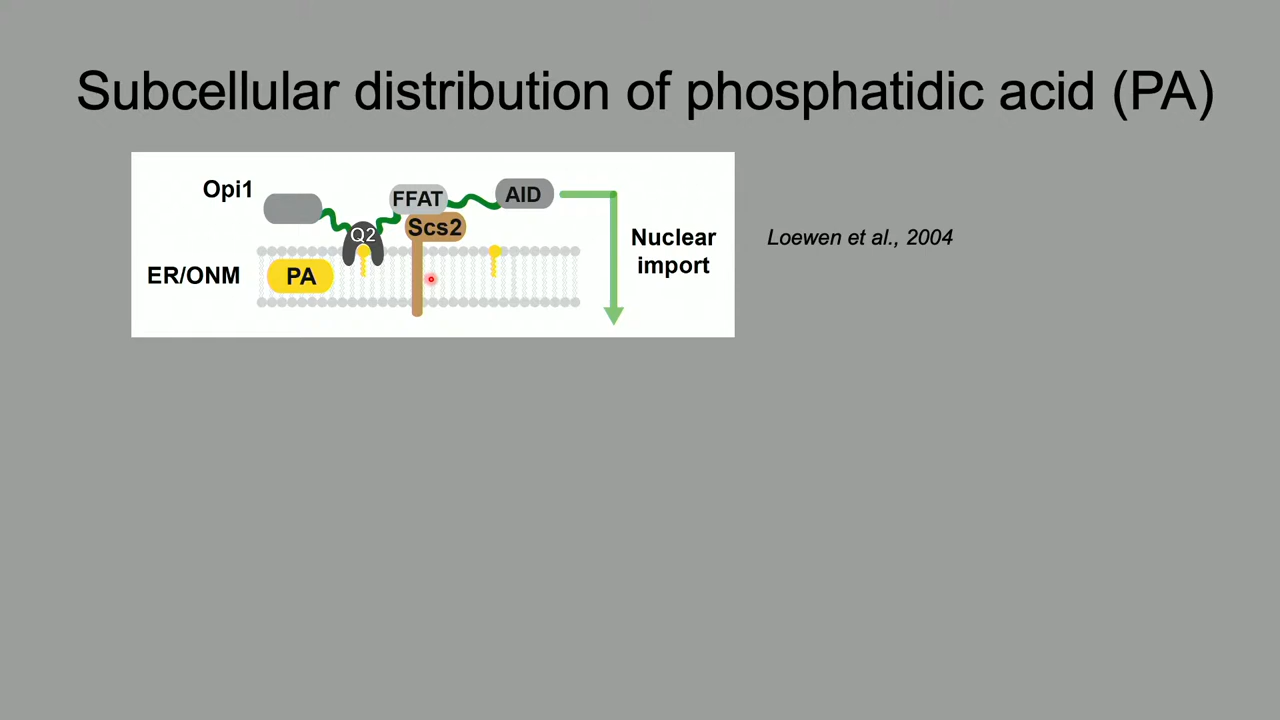 Subcellular distribution of phosphatidic acid (PA)
Opi1
FFAT
AID
Q2
Scs2
Nuclear
import
Loewen et al., 2004
ER/ONM
PA